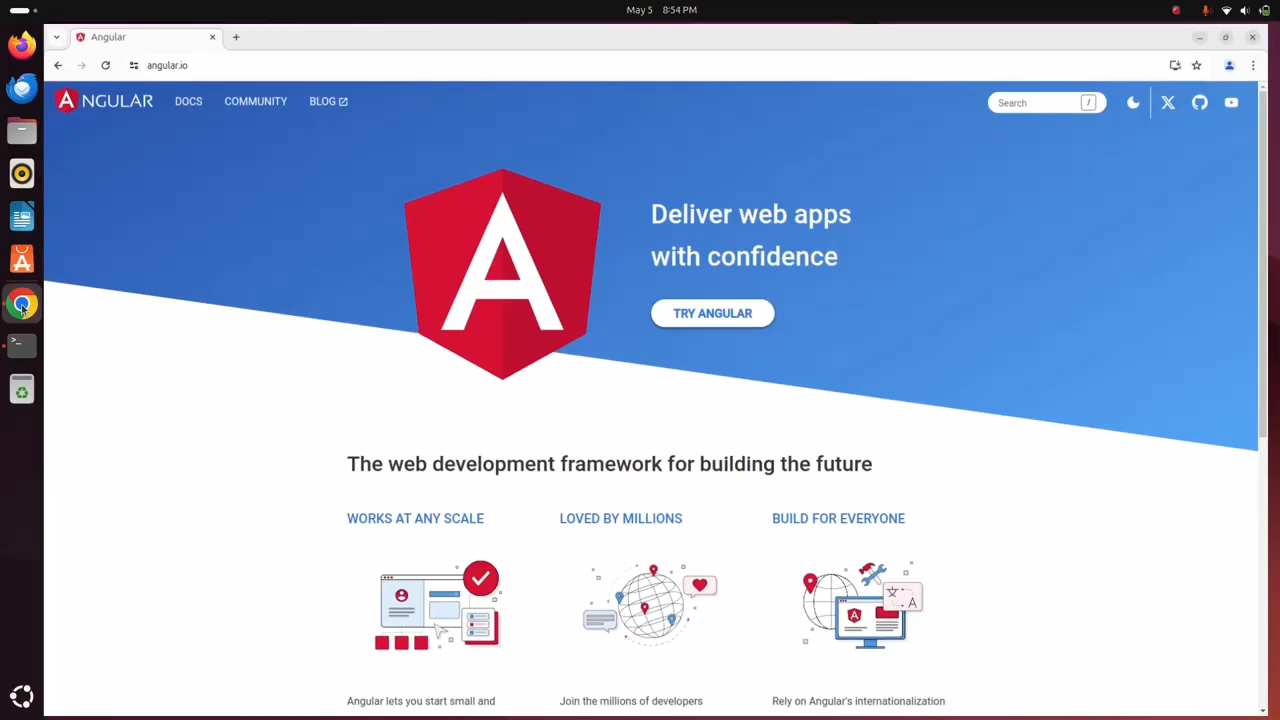 May 5 8:54 PM
Angular
angular.io
NGULAR DOCS COMMUNITY BLOG
Search /
Deliver web apps
with confidence
TRY ANGULAR
The web development framework for building the future
WORKS AT ANY SCALE
LOVED BY MILLIONS
BUILD FOR EVERYONE
Angular lets you start small and
Join the millions of developers
Rely on Angular's internationalization